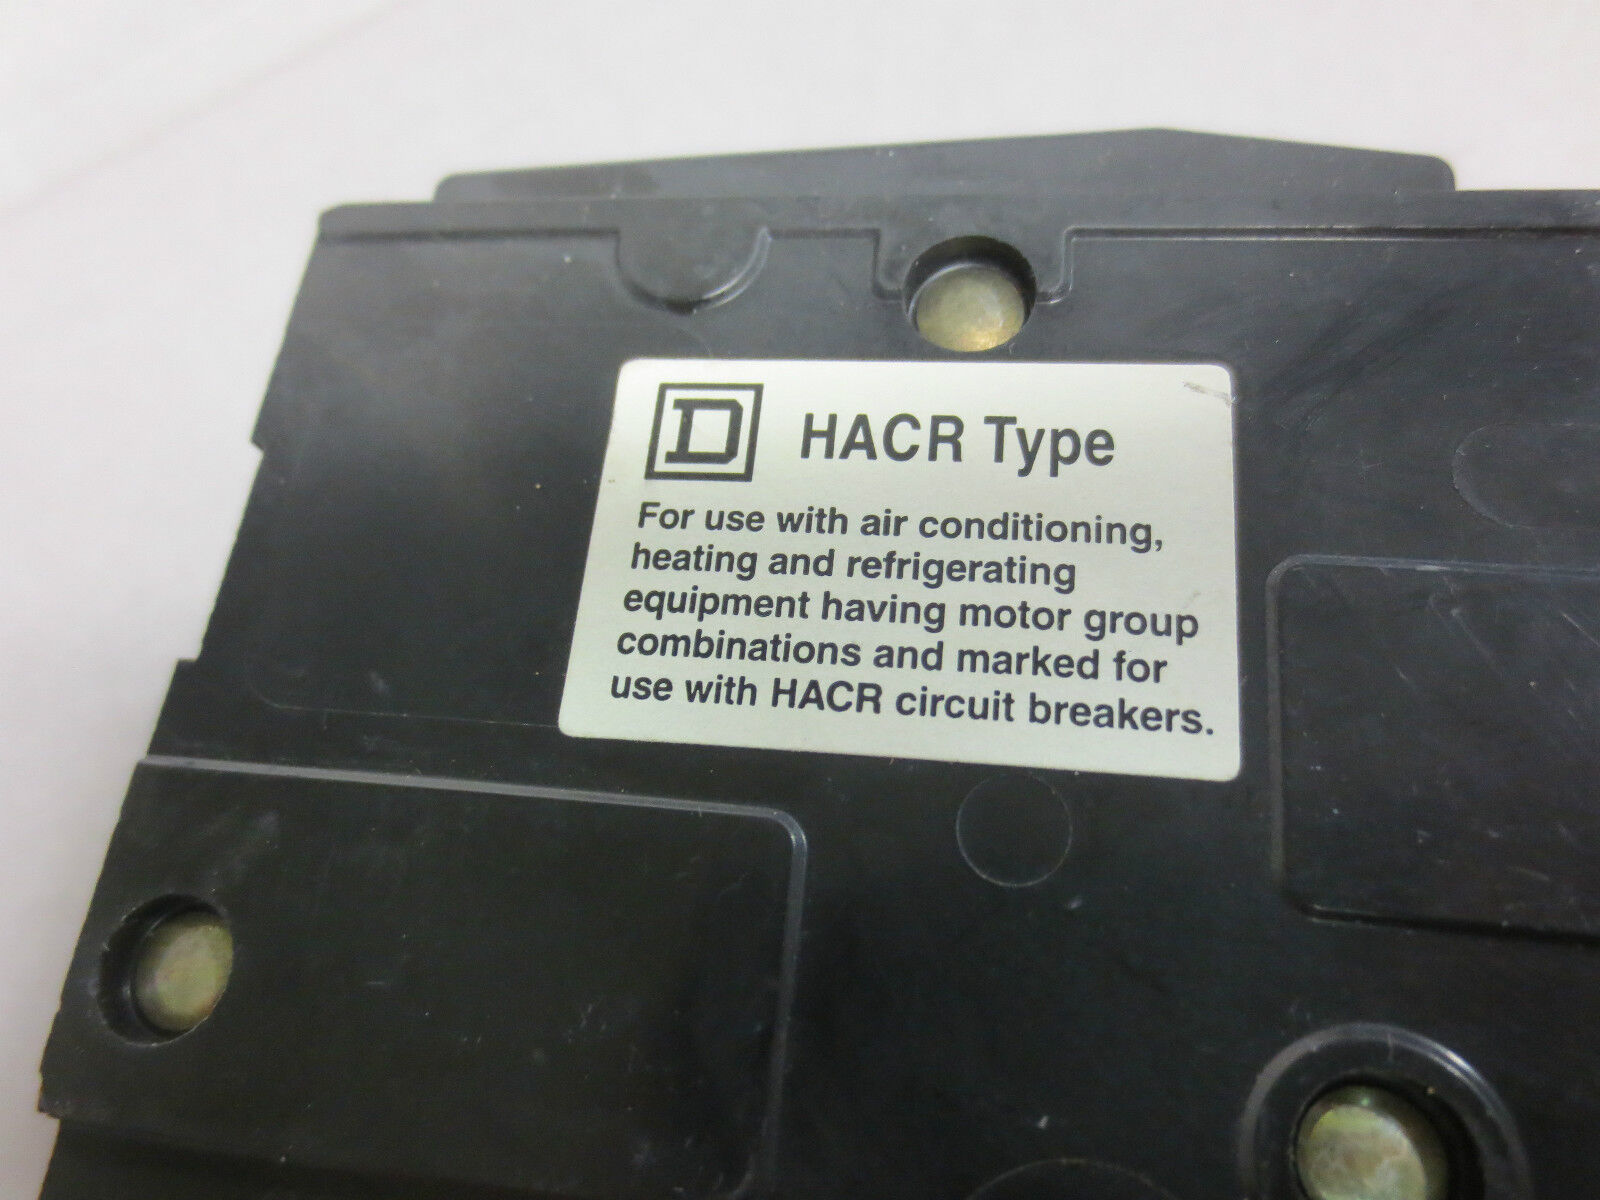 D HACR Type
For use with air conditioning,
heating and refrigerating
equipment having motor group
combinations and marked for
use with HACR circuit breakers.